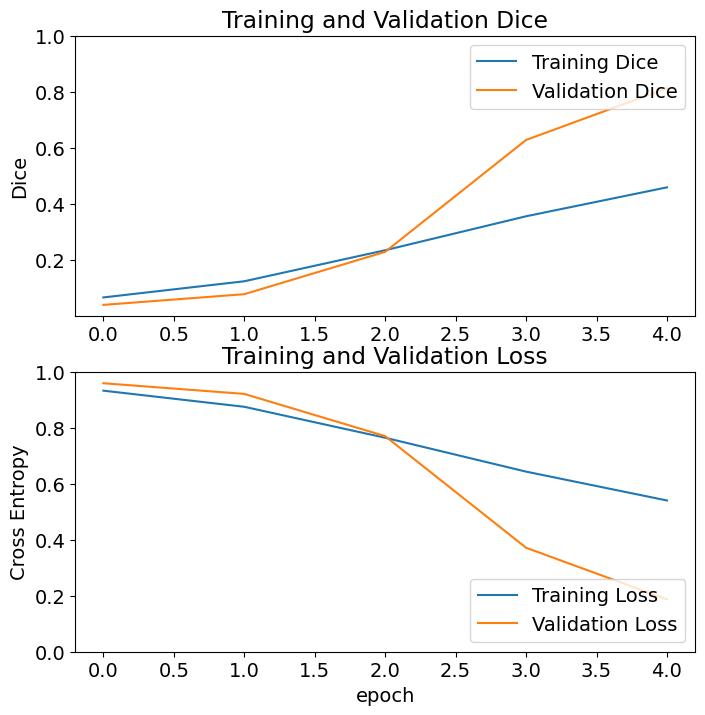 Training and Validation Dice
1.0
0.8
0.6
0.4
0.2
Dice
Training Dice
Validation Dice
0.0 0.5 1.0 1.5 2.0 2.5 3.0 3.5 4.0
Training and Validation Loss
1.0
0.8
0.6
0.4
0.2
0.0
Cross Entropy
Training Loss
Validation Loss
0.0 0.5 1.0 1.5 2.0 2.5 3.0 3.5 4.0
epoch